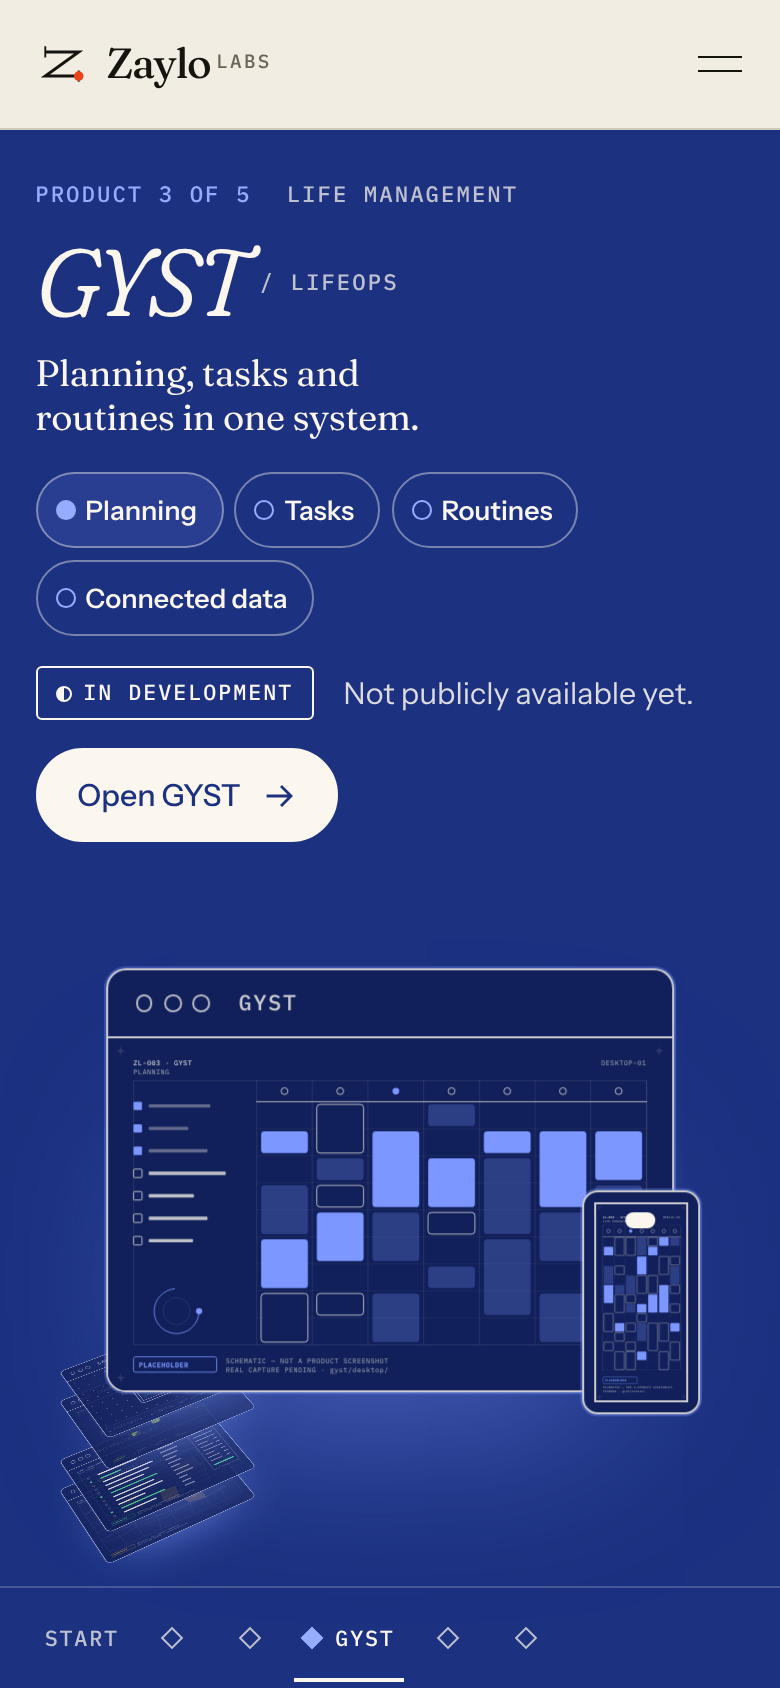 Zaylo LABS
PRODUCT 3 OF 5 LIFE MANAGEMENT
GYST / LIFEOPS
Planning, tasks and
routines in one system.
Planning
Tasks
Routines
Connected data
IN DEVELOPMENT
Not publicly available yet.
Open GYST →
GYST
ZL-003 · GYST
PLANNING
DESKTOP-01
PLACEHOLDER
SCHEMATIC — NOT A PRODUCT SCREENSHOT
REAL CAPTURE PENDING · gyst/desktop/
START
GYST